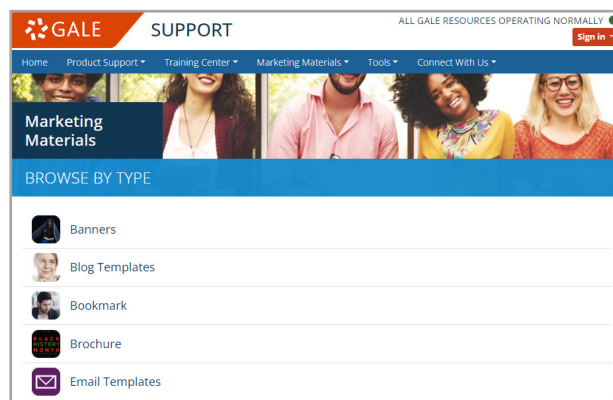 GALE SUPPORT
ALL GALE RESOURCES OPERATING NORMALLY
Sign in
Home Product Support Training Center Marketing Materials Tools Connect With Us
Marketing
Materials
BROWSE BY TYPE
Banners
Blog Templates
Bookmark
BLACK
HISTORY
MONTH
Brochure
Email Templates